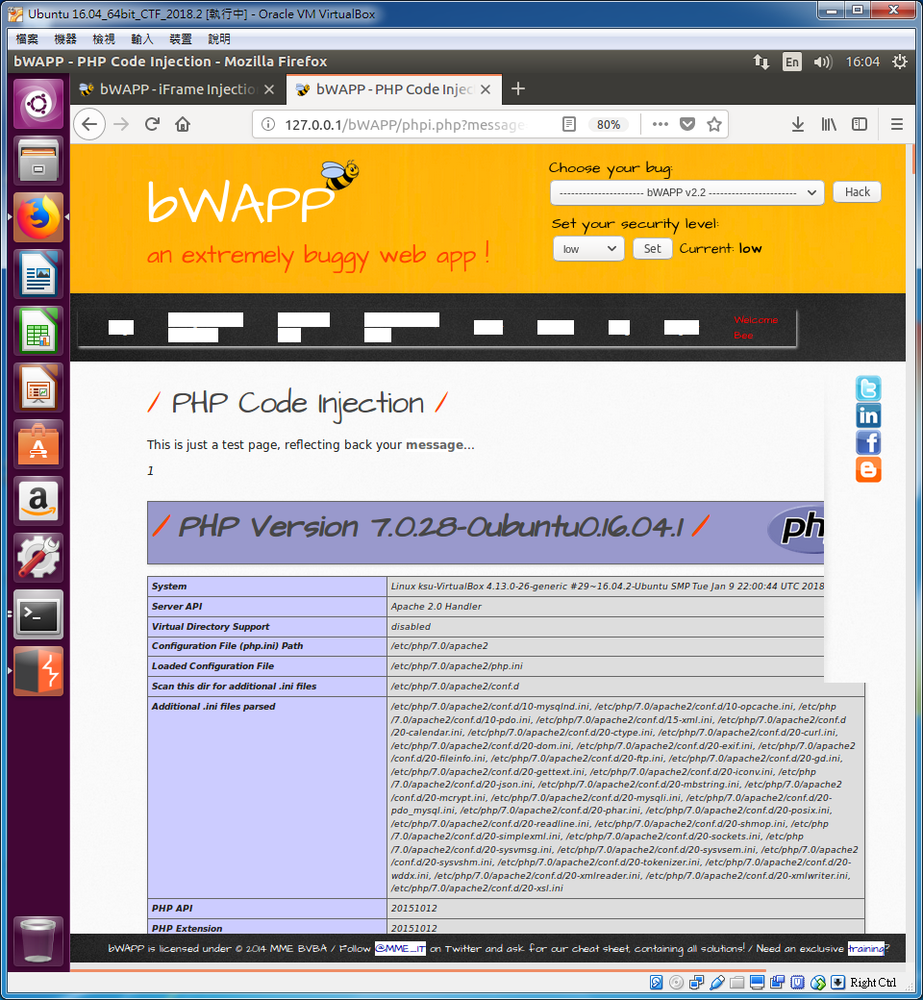 Ubuntu 16.04_64bit_CTF_2018.2 [執行中] - Oracle VM VirtualBox
檔案 機器 檢視 輸入 裝置 說明
bWAPP - PHP Code Injection - Mozilla Firefox En 16:04
bWAPP - iFrame Injectio bWAPP - PHP Code Injec
127.0.0.1/bWAPP/phpi.php?message 80%
bWAPP
an extremely buggy web app !
Choose your bug:
----------------------- bWAPP v2.2 ------------------------ Hack
Set your security level:
low Set Current: low
Welcome
Bee
/ PHP Code Injection /
This is just a test page, reflecting back your message...
1
/ PHP Version 7.0.28-0ubuntu0.16.04.1 / ph
System Linux ksu-VirtualBox 4.13.0-26-generic #29~16.04.2-Ubuntu SMP Tue Jan 9 22:00:44 UTC 2018
Server API Apache 2.0 Handler
Virtual Directory Support disabled
Configuration File (php.ini) Path /etc/php/7.0/apache2
Loaded Configuration File /etc/php/7.0/apache2/php.ini
Scan this dir for additional .ini files /etc/php/7.0/apache2/conf.d
Additional .ini files parsed /etc/php/7.0/apache2/conf.d/10-mysqlnd.ini, /etc/php/7.0/apache2/conf.d/10-opcache.ini, /etc/php
/7.0/apache2/conf.d/10-pdo.ini, /etc/php/7.0/apache2/conf.d/15-xml.ini, /etc/php/7.0/apache2/conf.d
/20-calendar.ini, /etc/php/7.0/apache2/conf.d/20-ctype.ini, /etc/php/7.0/apache2/conf.d/20-curl.ini,
/etc/php/7.0/apache2/conf.d/20-dom.ini, /etc/php/7.0/apache2/conf.d/20-exif.ini, /etc/php/7.0/apache2
/conf.d/20-fileinfo.ini, /etc/php/7.0/apache2/conf.d/20-ftp.ini, /etc/php/7.0/apache2/conf.d/20-gd.ini,
/etc/php/7.0/apache2/conf.d/20-gettext.ini, /etc/php/7.0/apache2/conf.d/20-iconv.ini, /etc/php
/7.0/apache2/conf.d/20-json.ini, /etc/php/7.0/apache2/conf.d/20-mbstring.ini, /etc/php/7.0/apache2
/conf.d/20-mcrypt.ini, /etc/php/7.0/apache2/conf.d/20-mysqli.ini, /etc/php/7.0/apache2/conf.d/20-
pdo_mysql.ini, /etc/php/7.0/apache2/conf.d/20-phar.ini, /etc/php/7.0/apache2/conf.d/20-posix.ini,
/etc/php/7.0/apache2/conf.d/20-readline.ini, /etc/php/7.0/apache2/conf.d/20-shmop.ini, /etc/php
/7.0/apache2/conf.d/20-simplexml.ini, /etc/php/7.0/apache2/conf.d/20-sockets.ini, /etc/php
/7.0/apache2/conf.d/20-sysvmsg.ini, /etc/php/7.0/apache2/conf.d/20-sysvsem.ini, /etc/php/7.0/apache2
/conf.d/20-sysvshm.ini, /etc/php/7.0/apache2/conf.d/20-tokenizer.ini, /etc/php/7.0/apache2/conf.d/20-
wddx.ini, /etc/php/7.0/apache2/conf.d/20-xmlreader.ini, /etc/php/7.0/apache2/conf.d/20-xmlwriter.ini,
/etc/php/7.0/apache2/conf.d/20-xsl.ini
PHP API 20151012
PHP Extension 20151012
bWAPP is licensed under © 2014 MME BVBA / Follow @MME_IT on Twitter and ask for our cheat sheet, containing all solutions! / Need an exclusive training?
Right Ctrl